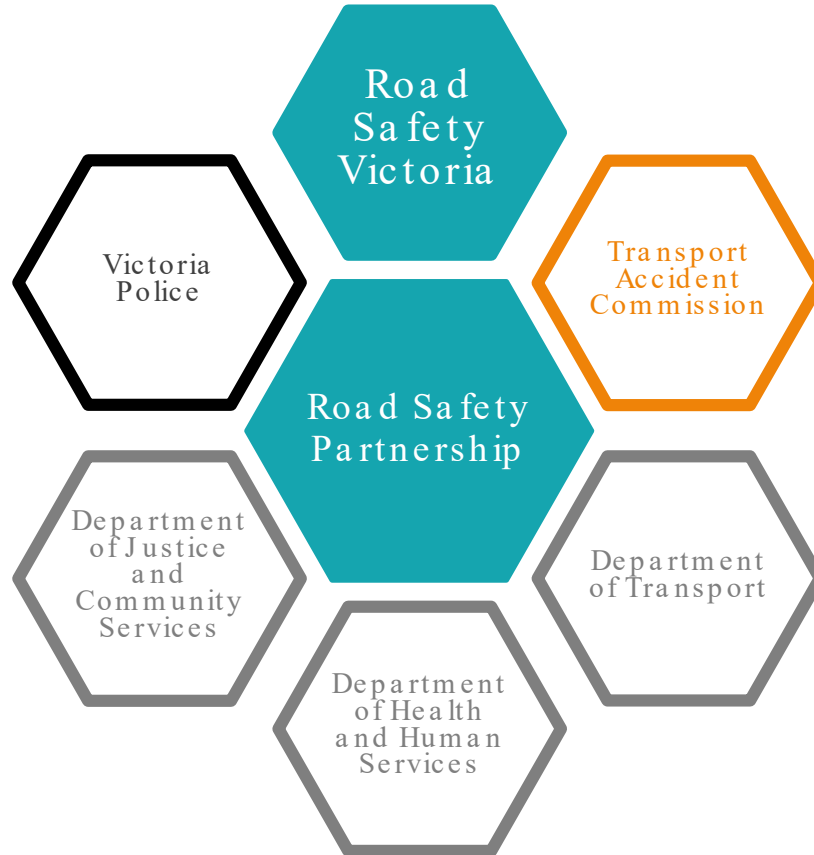 Road
Safety
Victoria
Victoria
Police
Transport
Accident
Commission
Road Safety
Partnership
Department
of Justice
and
Community
Services
Department
of Transport
Department
of Health
and Human
Services